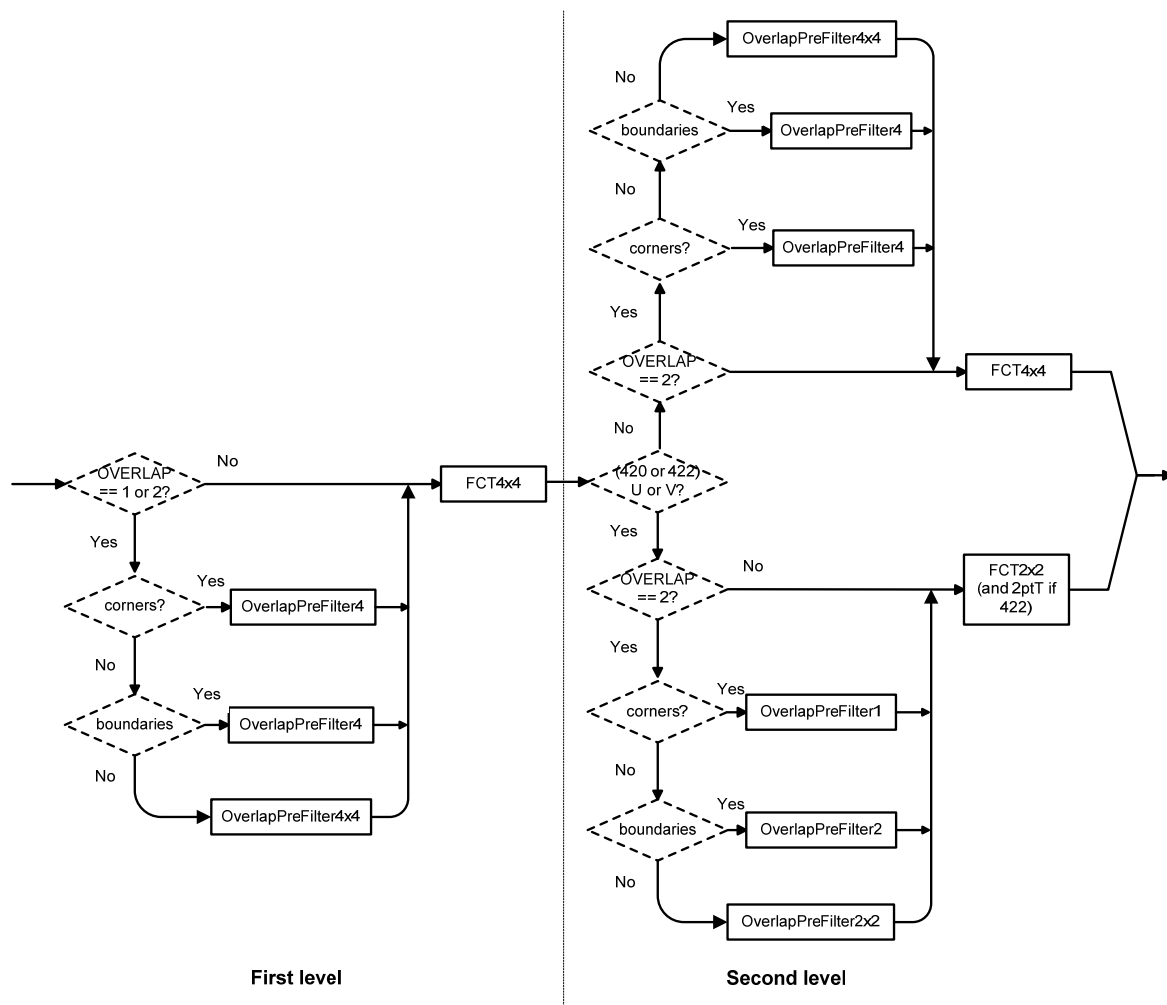 OVERLAP
== 1 or 2?
No
FCT4x4
Yes
corners?
Yes
OverlapPreFilter4
No
boundaries
Yes
OverlapPreFilter4
No
OverlapPreFilter4x4
First level
OverlapPreFilter4x4
No
boundaries
Yes
OverlapPreFilter4
No
corners?
Yes
OverlapPreFilter4
Yes
OVERLAP
== 2?
FCT4x4
No
(420 or 422)
U or V?
Yes
OVERLAP
== 2?
No
FCT2x2
(and 2ptT if
422)
Yes
corners?
Yes
OverlapPreFilter1
No
boundaries
Yes
OverlapPreFilter2
No
OverlapPreFilter2x2
Second level